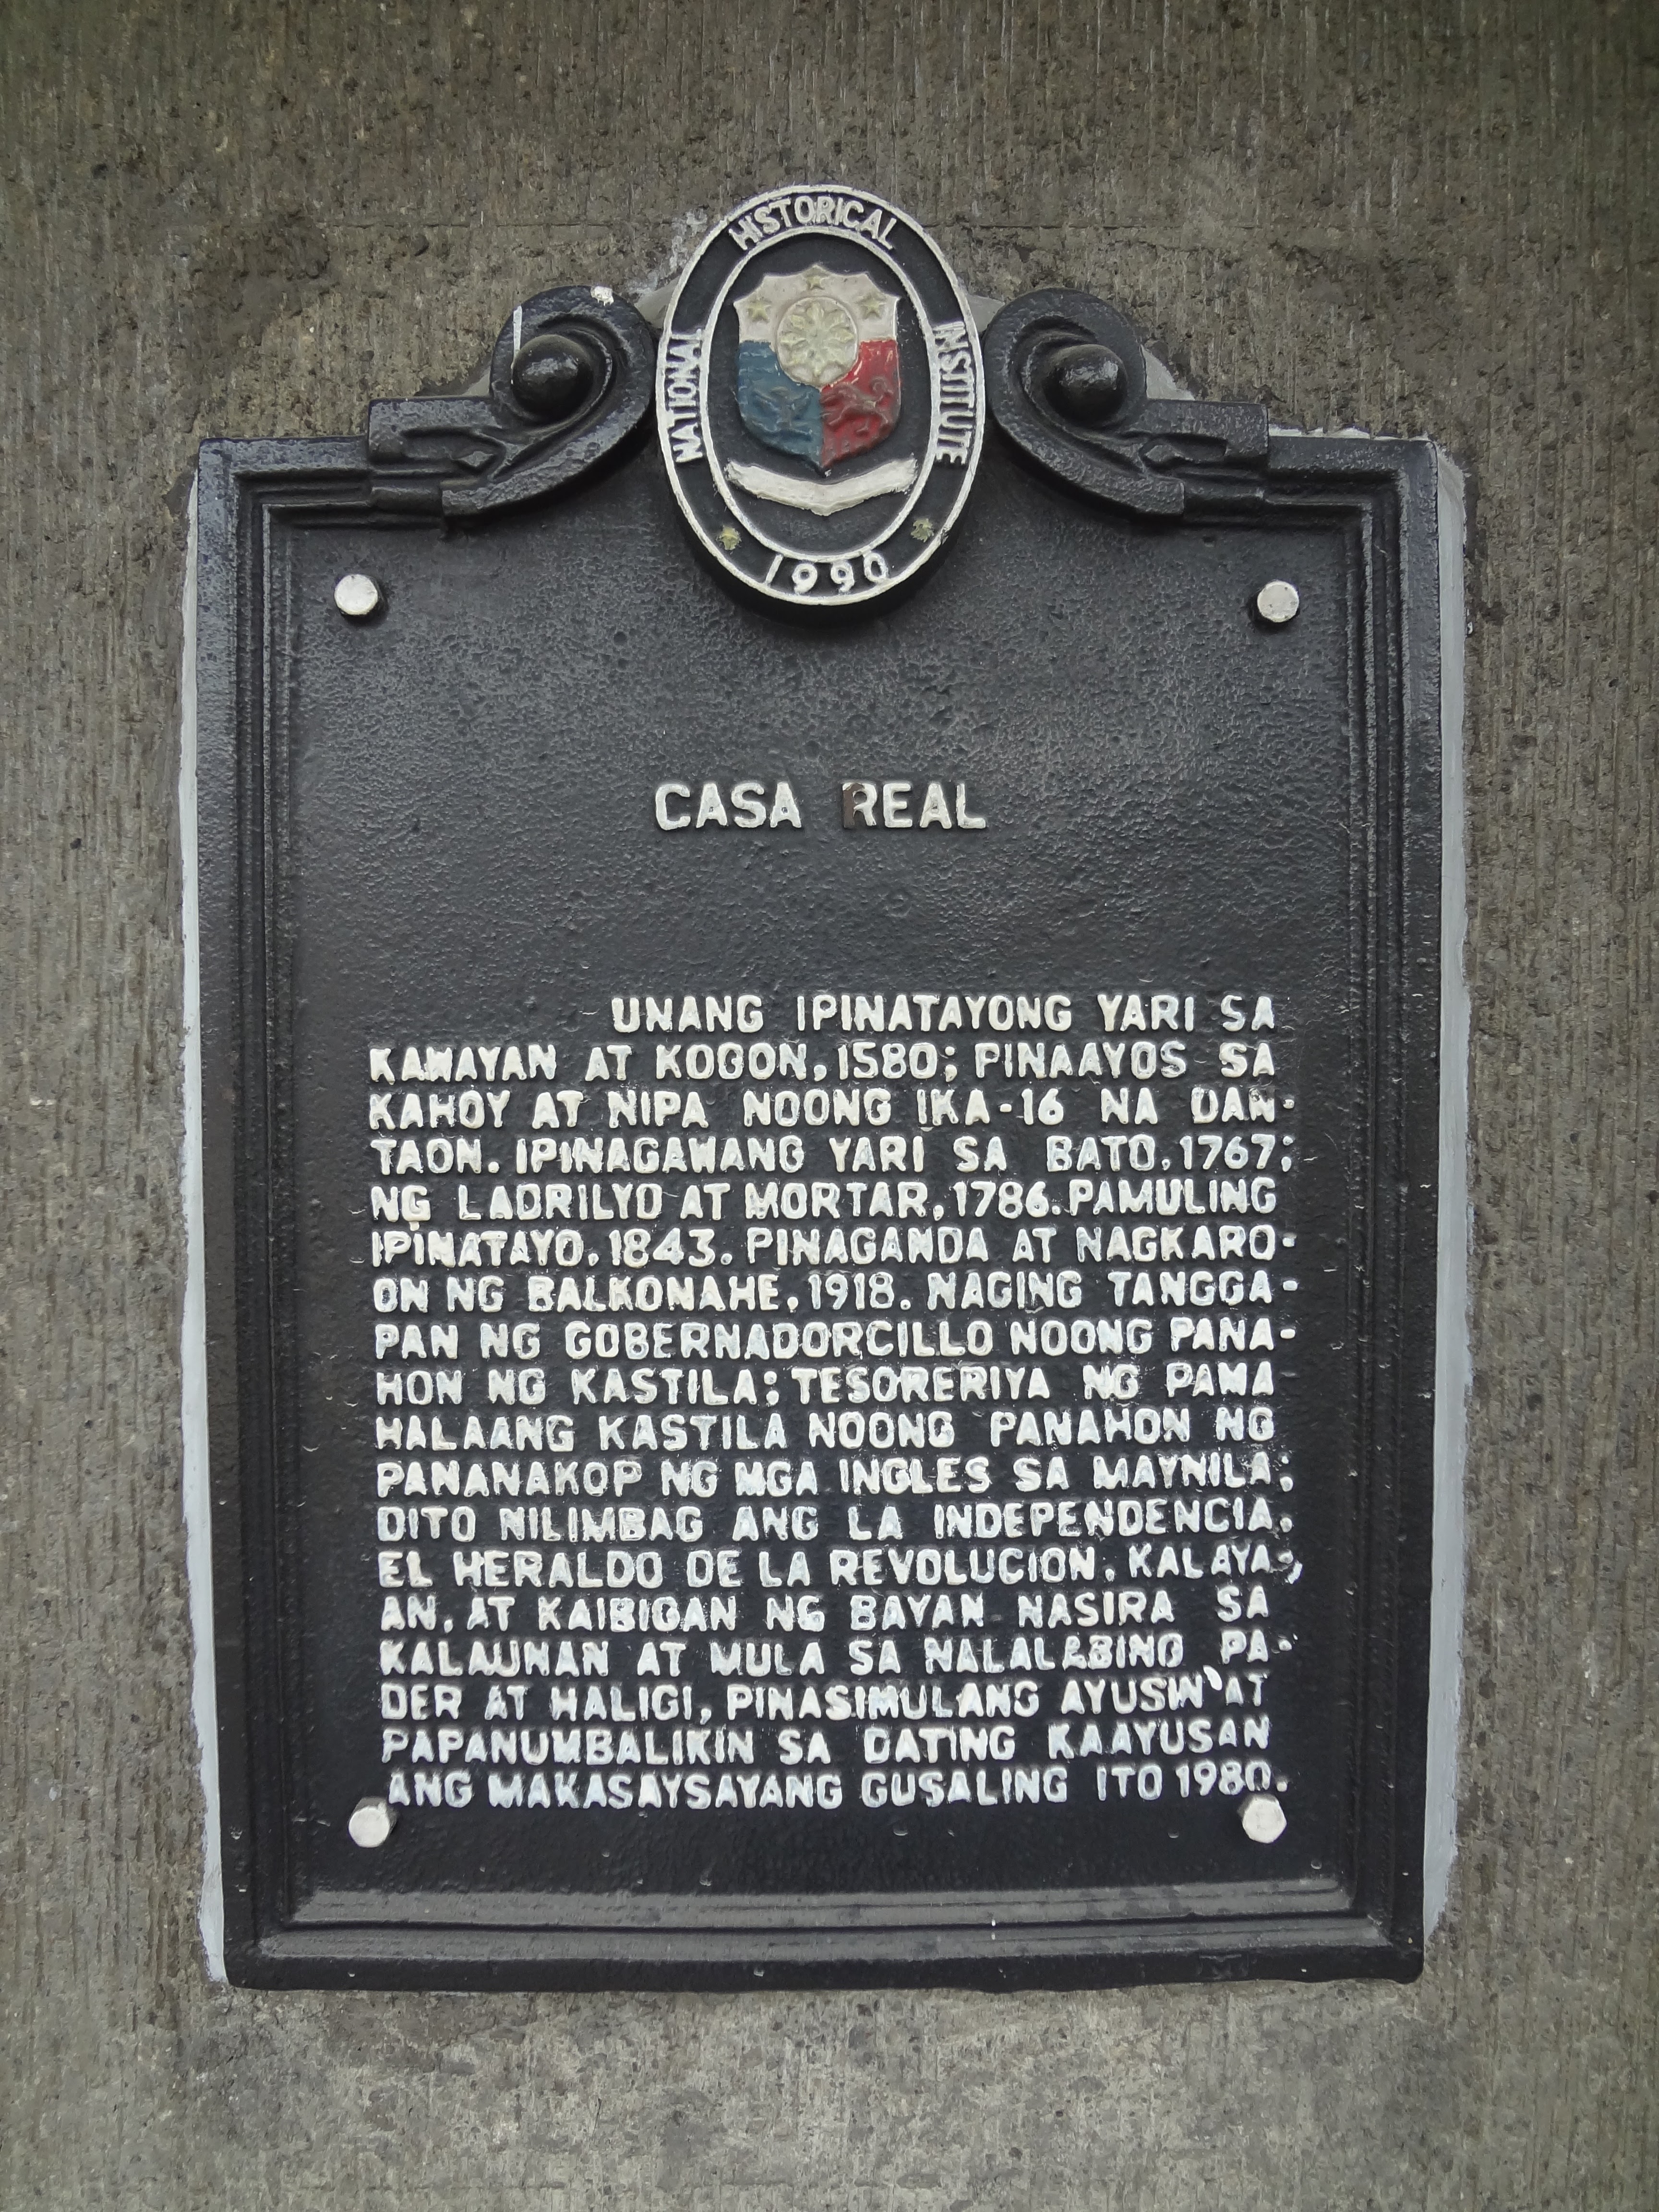 NATIONAL HISTORICAL INSTITUTE
1990
CASA REAL
UNANG IPINATAYONG YARI SA
KAWAYAN AT KOGON, 1580; PINAAYOS SA
KAHOY AT NIPA NOONG IKA-16 NA DAN-
TAON. IPINAGAWANG YARI SA BATO, 1767;
NG LADRILYO AT MORTAR, 1786. PAMULING
IPINATAYO, 1843. PINAGANDA AT NAGKARO-
ON NG BALKONAHE, 1918. NAGING TANGGA-
PAN NG GOBERNADORCILLO NOONG PANA-
HON NG KASTILA; TESORERIYA NG PAMA
HALAANG KASTILA NOONG PANAHON NG
PANANAKOP NG MGA INGLES SA MAYNILA;
DITO NILIMBAG ANG LA INDEPENDENCIA,
EL HERALDO DE LA REVOLUCION, KALAYA-
AN, AT KAIBIGAN NG BAYAN NASIRA SA
KALAUNAN AT MULA SA NALALABING PA-
DER AT HALIGI, PINASIMULANG AYUSIN AT
PAPANUMBALIKIN SA DATING KAAYUSAN
ANG MAKASAYSAYANG GUSALING ITO 1980.